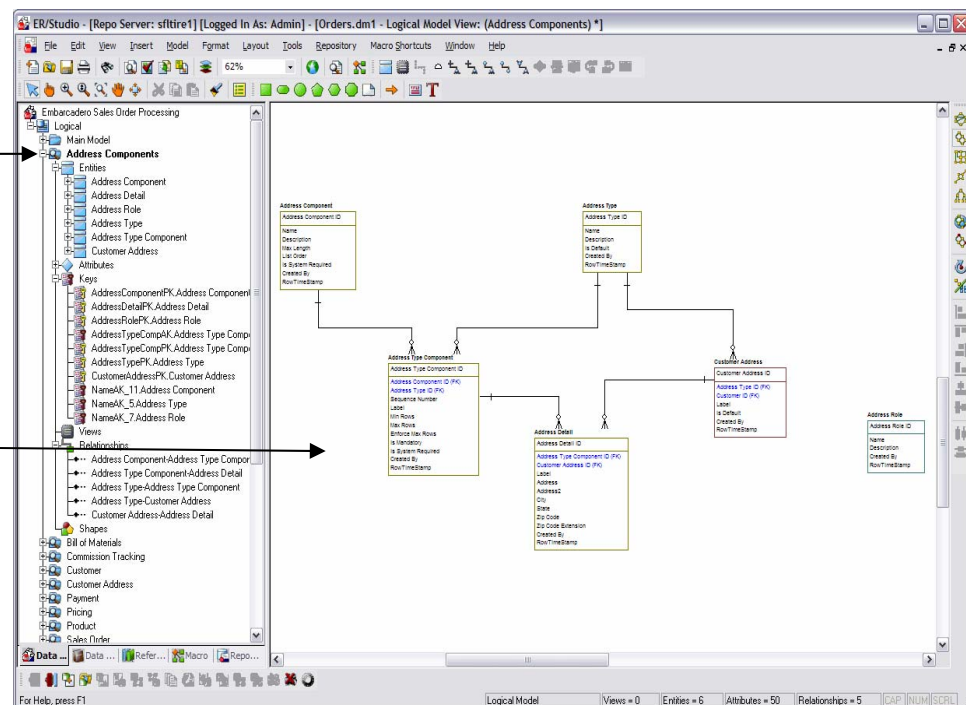 ER/Studio - [Repo Server: sfltire1] [Logged In As: Admin] - [Orders.dm1 - Logical Model View: (Address Components) *]
File Edit View Insert Model Format Layout Tools Repository Macro Shortcuts Window Help
62%
T
Embarcadero Sales Order Processing
Logical
Main Model
Address Components
Entities
Address Component
Address Detail
Address Role
Address Type
Address Type Component
Customer Address
Attributes
Keys
AddressComponentPK.Address Component
AddressDetailPK.Address Detail
AddressRolePK.Address Role
AddressTypeCompAK.Address Type Compo
AddressTypeCompPK.Address Type Compo
AddressTypePK.Address Type
CustomerAddressPK.Customer Address
NameAK_11.Address Component
NameAK_5.Address Type
NameAK_7.Address Role
Views
Relationships
Address Component-Address Type Compor
Address Type Component-Address Detail
Address Type-Address Type Component
Address Type-Customer Address
Customer Address-Address Detail
Shapes
Bill of Materials
Commission Tracking
Customer
Customer Address
Payment
Pricing
Product
Sales Order
Data ... Data ... Refer... Macro Repo...
Address Component
Address Component ID
Name
Description
Max Length
List Order
Is System Required
Created By
RowTimeStamp
Address Type
Address Type ID
Name
Description
Is Default
Created By
RowTimeStamp
Address Type Component
Address Type Component ID
Address Component ID (FK)
Address Type ID (FK)
Sequence Number
Label
Min Rows
Max Rows
Enforce Max Rows
Is Mandatory
Is System Required
Created By
RowTimeStamp
Customer Address
Customer Address ID
Address Type ID (FK)
Customer ID (FK)
Label
Is Default
Created By
RowTimeStamp
Address Detail
Address Detail ID
Address Type Component ID (FK)
Customer Address ID (FK)
Label
Address
Address2
City
State
Zip Code
Zip Code Extension
Created By
RowTimeStamp
Address Role
Address Role ID
Name
Description
Created By
RowTimeStamp
For Help, press F1
Logical Model Views = 0 Entities = 6 Attributes = 50 Relationships = 5 CAP NUM SCRL